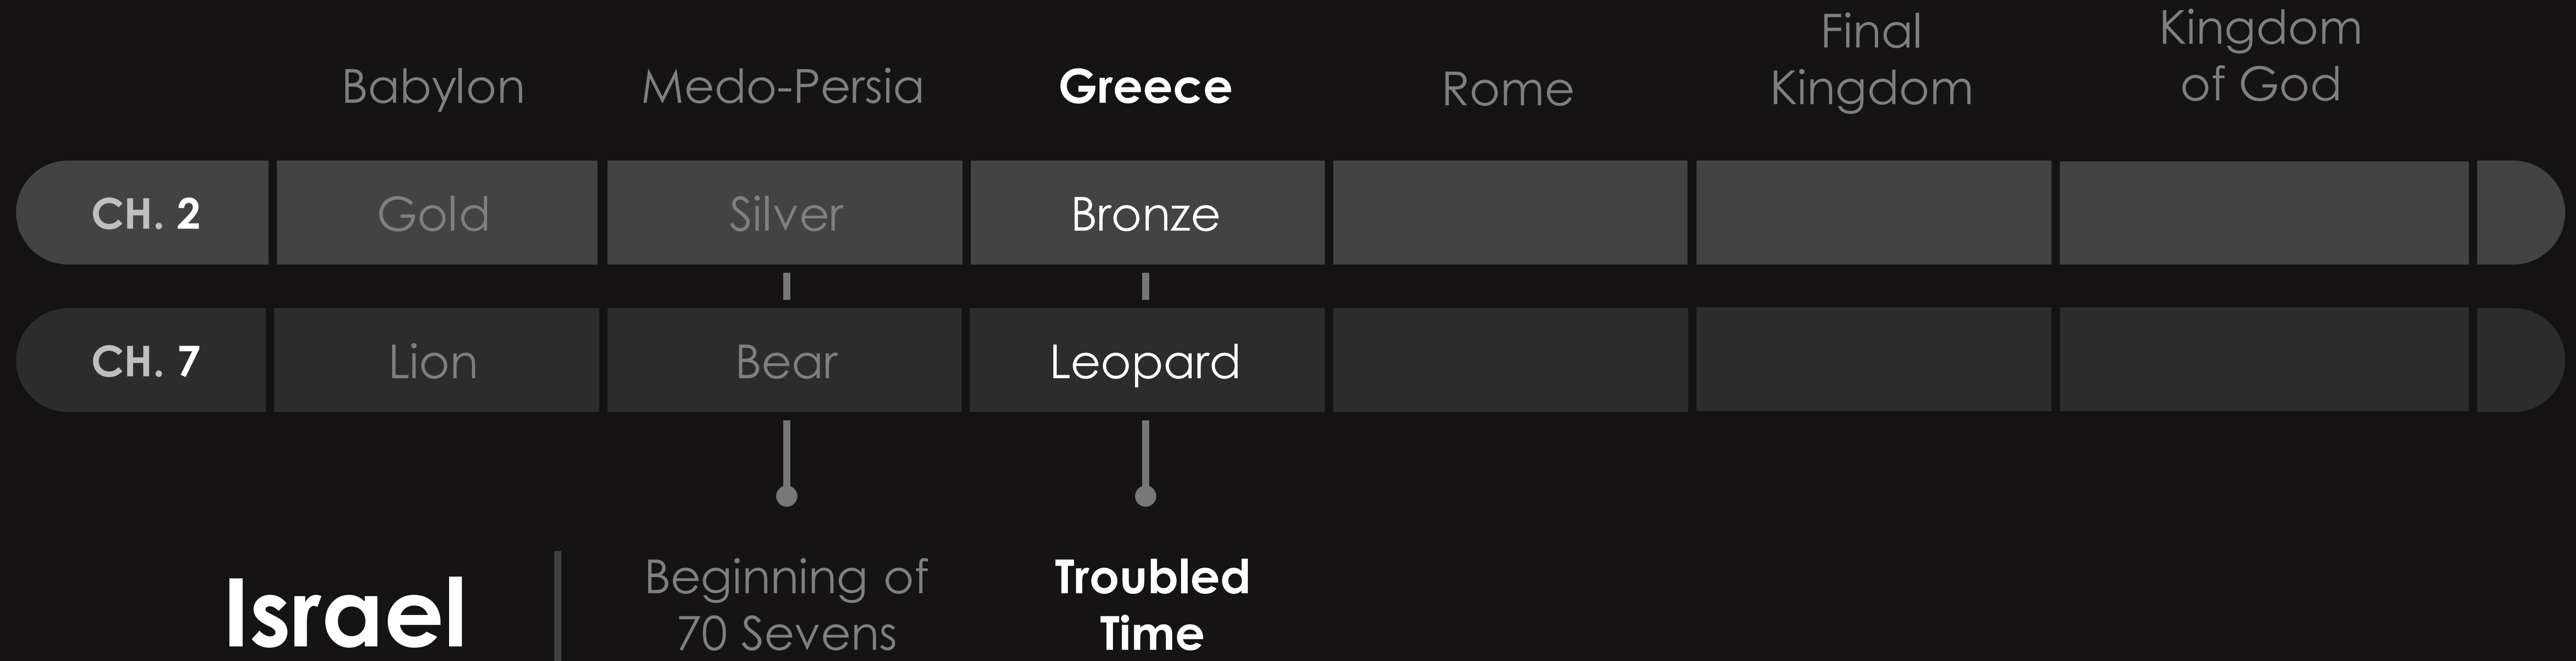 Babylon Medo-Persia Greece Rome Final Kingdom Kingdom of God
CH. 2 Gold Silver Bronze
CH. 7 Lion Bear Leopard
Israel
Beginning of
70 Sevens
Troubled
Time